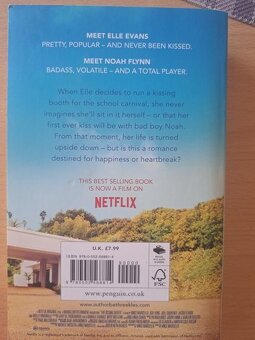 MEET ELLE EVANS
PRETTY, POPULAR – AND NEVER BEEN KISSED.
MEET NOAH FLYNN
BADASS, VOLATILE – AND A TOTAL PLAYER.
When Elle decides to run a kissing
booth for the school carnival, she never
imagines she'll sit in it herself – or that her
first ever kiss will be with bad boy Noah.
From that moment, her life is turned
upside down – but is this a romance
destined for happiness or heartbreak?
THIS BEST SELLING BOOK
IS NOW A FILM ON
NETFLIX
U.K. £7.99
ISBN
FSC
www.penguin.co.uk